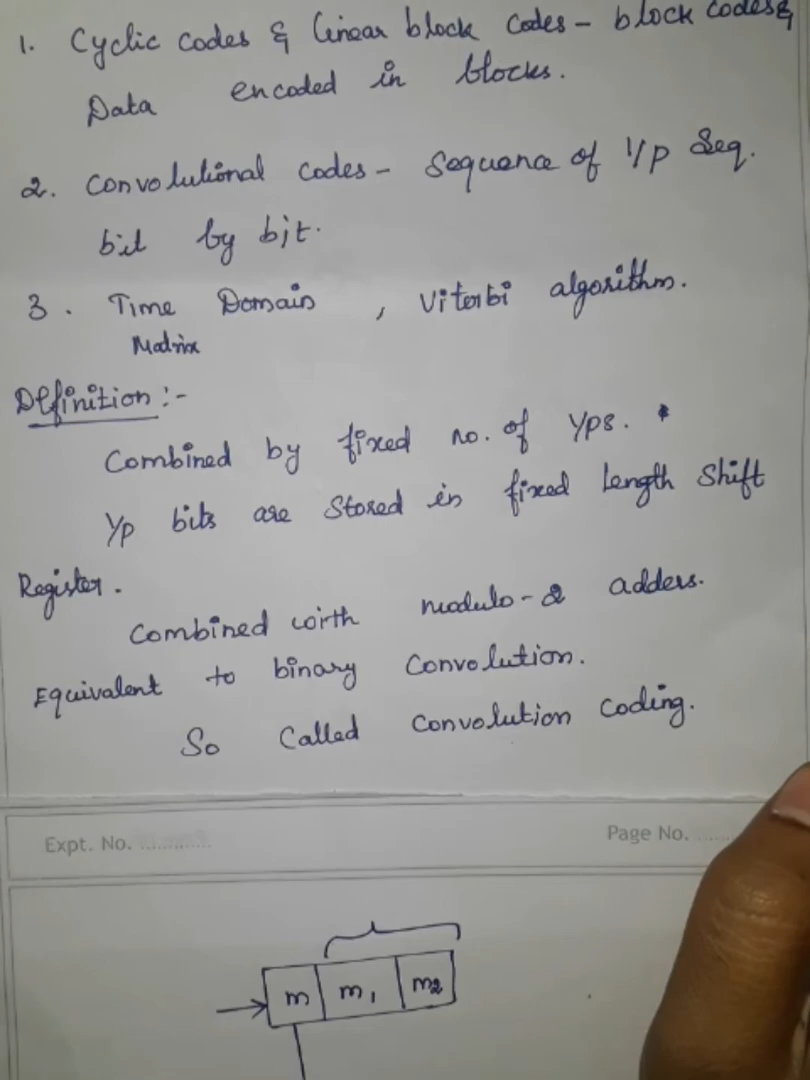 1. Cyclic codes & linear block codes - block codes &
Data encoded in blocks.
2. Convolutional codes - Sequence of I/P Seq.
bit by bit.
3. Time Domain, Viterbi algorithm.
Matrix
Definition :-
Combined by fixed no. of I/ps.
I/p bits are stored in fixed length Shift
Register.
Combined with modulo-2 adders.
Equivalent to binary Convolution.
So Called Convolution Coding.
Expt. No. ............
Page No. .......
m m1 m2